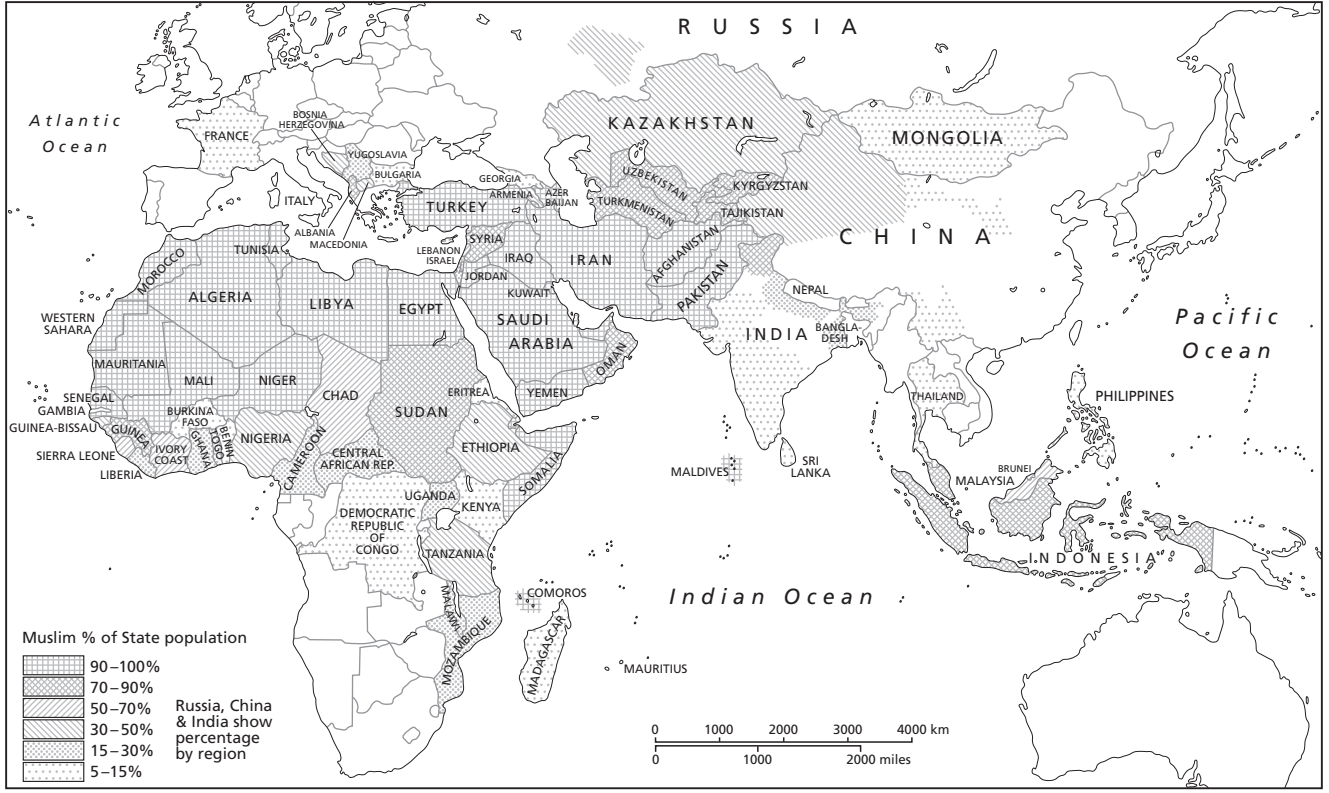 RUSSIA
Atlantic
Ocean
BOSNIA
HERZEGOVINA
FRANCE
KAZAKHSTAN
MONGOLIA
YUGOSLAVIA
BULGARIA
GEORGIA
UZBEKISTAN
KYRGYZSTAN
ITALY
ARMENIA
AZER
BAIJAN
TURKMENISTAN
TAJIKISTAN
TURKEY
ALBANIA
MACEDONIA
CHINA
TUNISIA
LEBANON
ISRAEL
SYRIA
IRAQ
IRAN
AFGHANISTAN
MOROCCO
JORDAN
PAKISTAN
ALGERIA
LIBYA
EGYPT
KUWAIT
NEPAL
WESTERN
SAHARA
SAUDI
ARABIA
INDIA
BANGLA-
DESH
Pacific
Ocean
MAURITANIA
MALI
NIGER
CHAD
OMAN
SENEGAL
GAMBIA
BURKINA
FASO
SUDAN
ERITREA
YEMEN
THAILAND
PHILIPPINES
GUINEA-BISSAU
GUINEA
IVORY
COAST
GHANA
TOGO
BENIN
NIGERIA
CAMEROON
CENTRAL
AFRICAN REP.
ETHIOPIA
SIERRA LEONE
LIBERIA
SOMALIA
MALDIVES
SRI
LANKA
BRUNEI
MALAYSIA
UGANDA
KENYA
DEMOCRATIC
REPUBLIC
OF
CONGO
TANZANIA
INDONESIA
COMOROS
Indian Ocean
MALAWI
MOZAMBIQUE
MADAGASCAR
MAURITIUS
Muslim % of State population
90–100%
70–90%
50–70%
30–50%
15–30%
5–15%
Russia, China
& India show
percentage
by region
0 1000 2000 3000 4000 km
0 1000 2000 miles